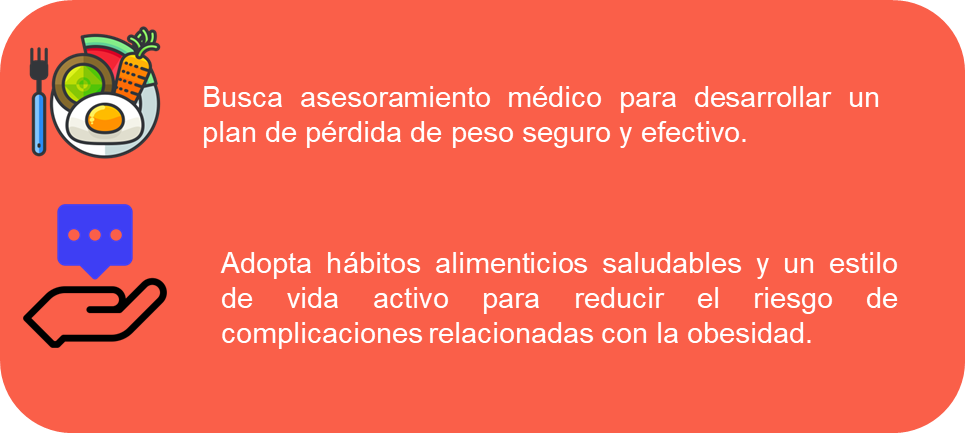 Busca asesoramiento médico para desarrollar un
plan de pérdida de peso seguro y efectivo.
Adopta hábitos alimenticios saludables y un estilo
de vida activo para reducir el riesgo de
complicaciones relacionadas con la obesidad.